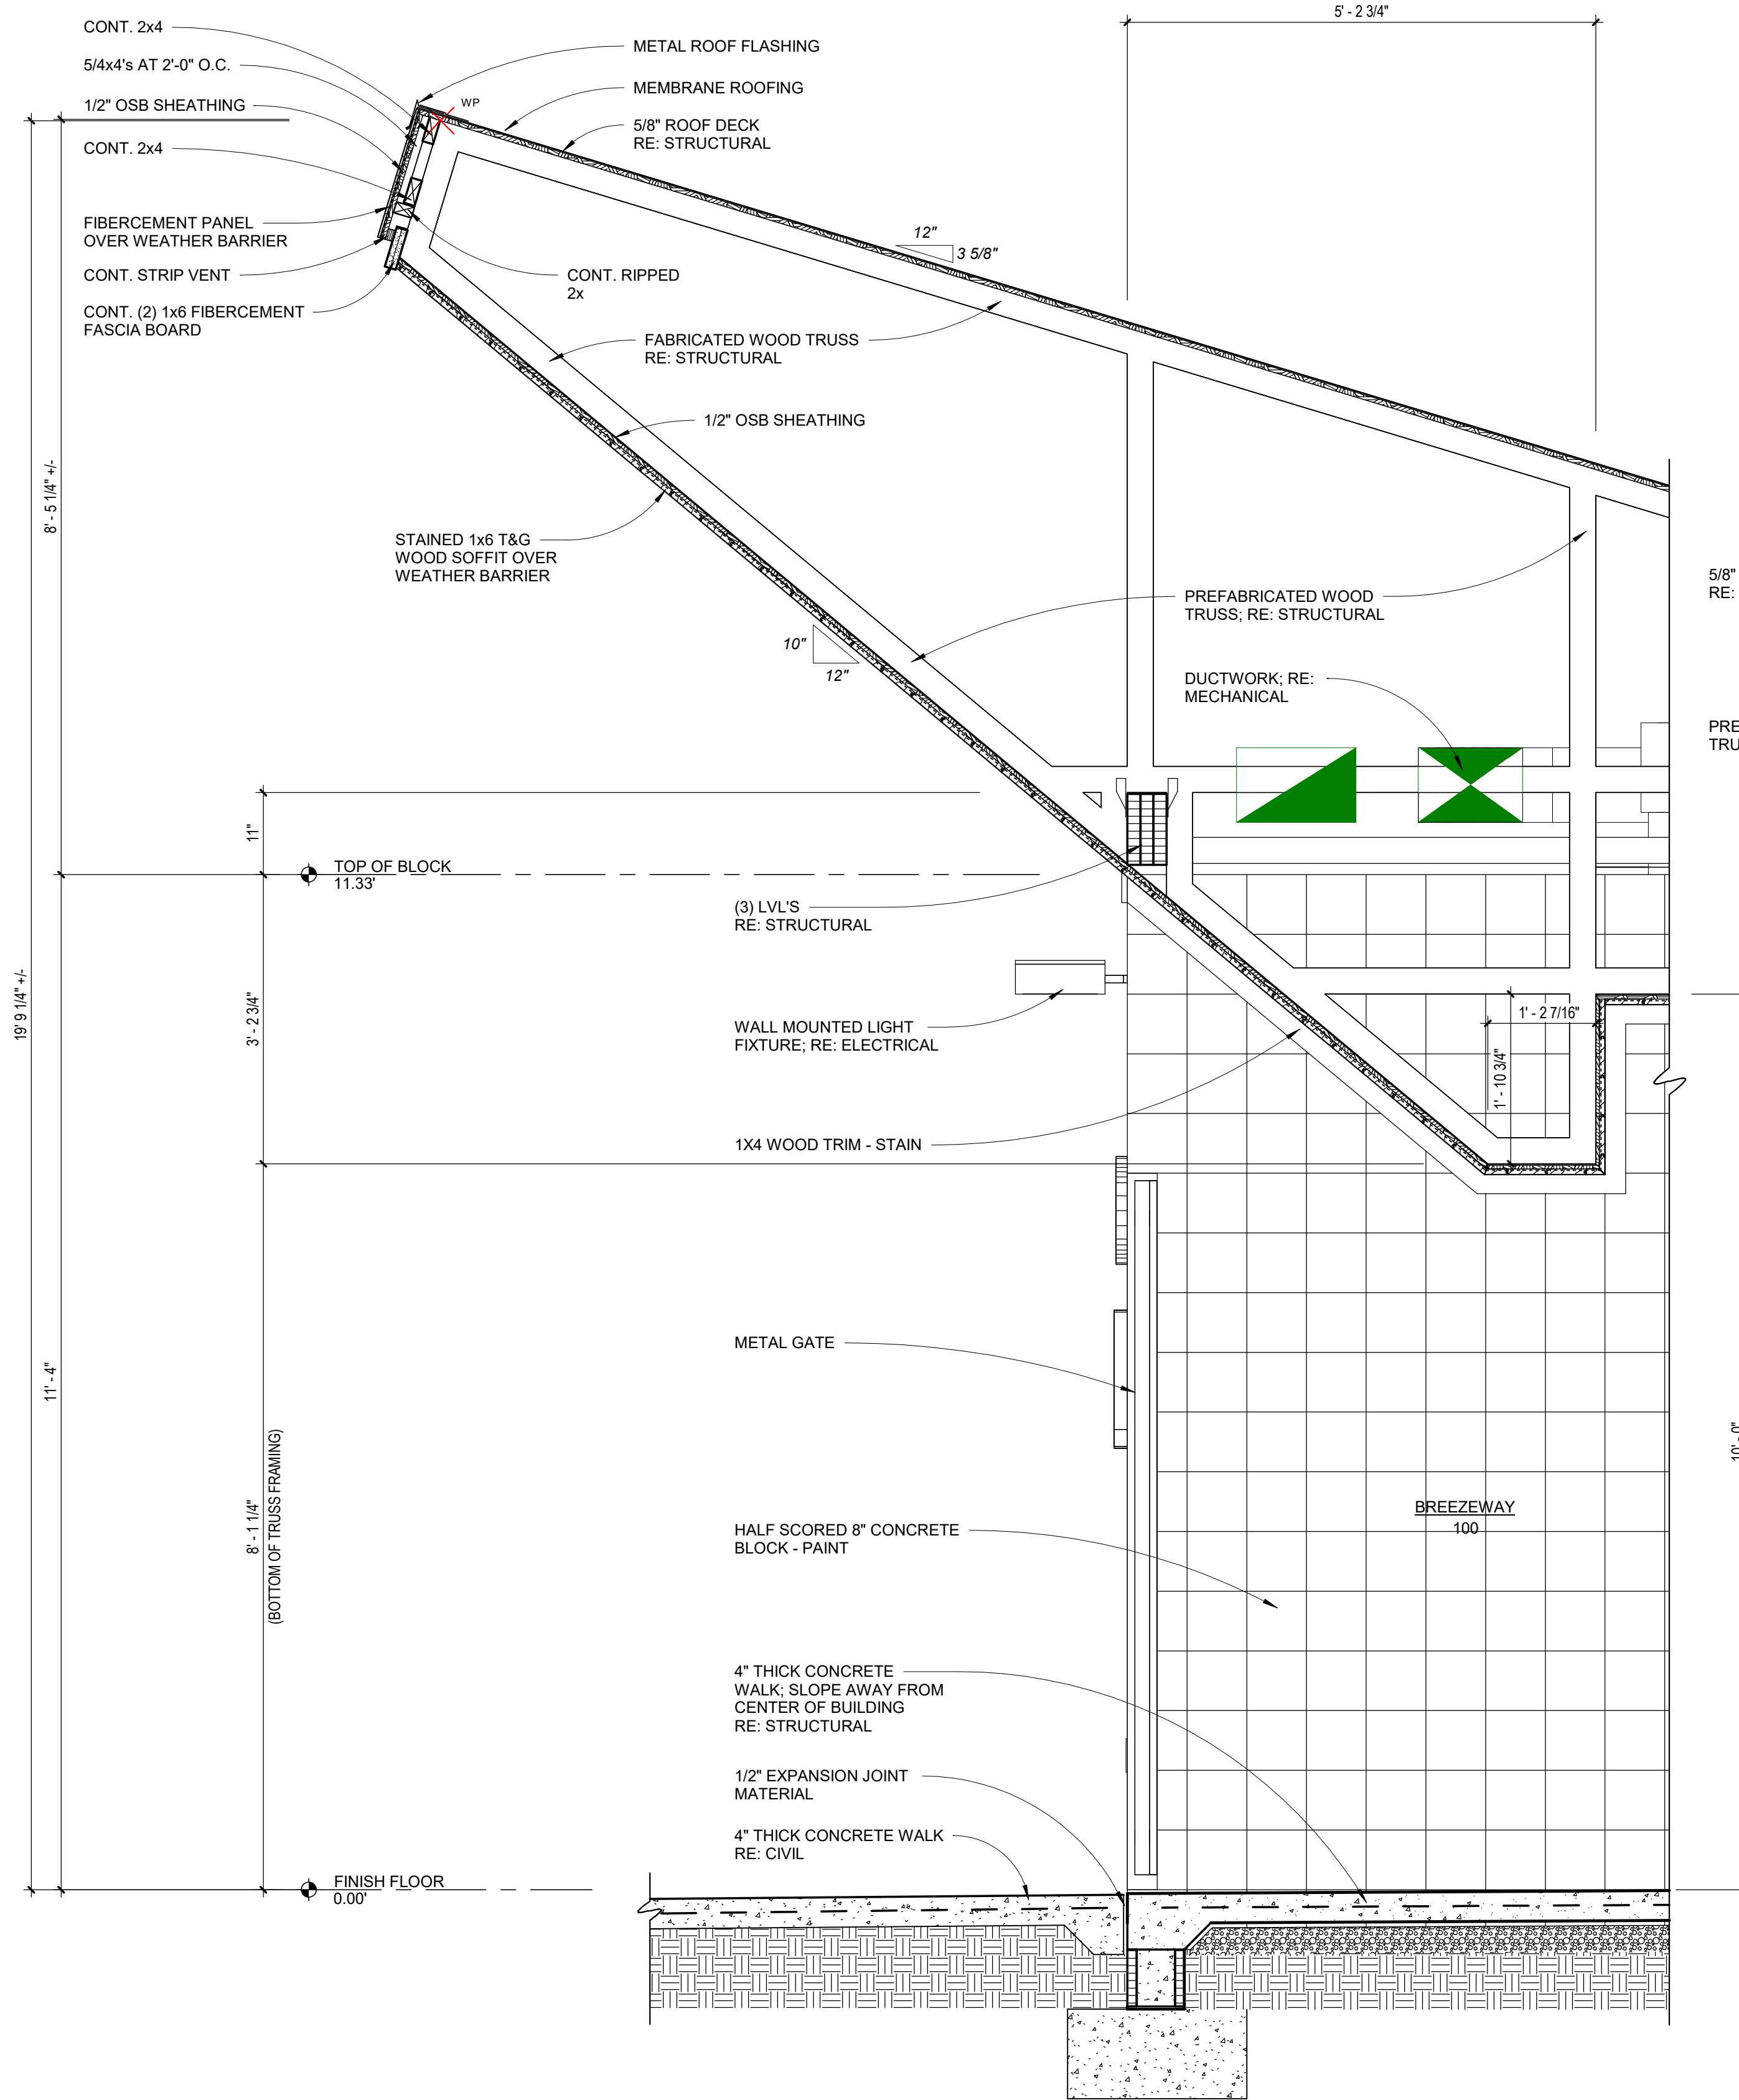 5' - 2 3/4"
CONT. 2x4
5/4x4's AT 2'-0" O.C.
1/2" OSB SHEATHING
CONT. 2x4
FIBERCEMENT PANEL
OVER WEATHER BARRIER
CONT. STRIP VENT
CONT. (2) 1x6 FIBERCEMENT
FASCIA BOARD
METAL ROOF FLASHING
MEMBRANE ROOFING
5/8" ROOF DECK
RE: STRUCTURAL
WP
12"
3 5/8"
CONT. RIPPED
2x
FABRICATED WOOD TRUSS
RE: STRUCTURAL
1/2" OSB SHEATHING
STAINED 1x6 T&G
WOOD SOFFIT OVER
WEATHER BARRIER
10"
12"
PREFABRICATED WOOD
TRUSS; RE: STRUCTURAL
DUCTWORK; RE:
MECHANICAL
5/8"
RE:
PRE
TRU
8' - 5 1/4" +/-
11"
TOP OF BLOCK
11.33'
(3) LVL'S
RE: STRUCTURAL
19' 9 1/4" +/-
3' - 2 3/4"
WALL MOUNTED LIGHT
FIXTURE; RE: ELECTRICAL
1' - 2 7/16"
1' - 10 3/4"
1X4 WOOD TRIM - STAIN
METAL GATE
11' - 4"
8' - 1 1/4"
(BOTTOM OF TRUSS FRAMING)
10' - 0"
BREEZEWAY
100
HALF SCORED 8" CONCRETE
BLOCK - PAINT
4" THICK CONCRETE
WALK; SLOPE AWAY FROM
CENTER OF BUILDING
RE: STRUCTURAL
1/2" EXPANSION JOINT
MATERIAL
4" THICK CONCRETE WALK
RE: CIVIL
FINISH FLOOR
0.00'